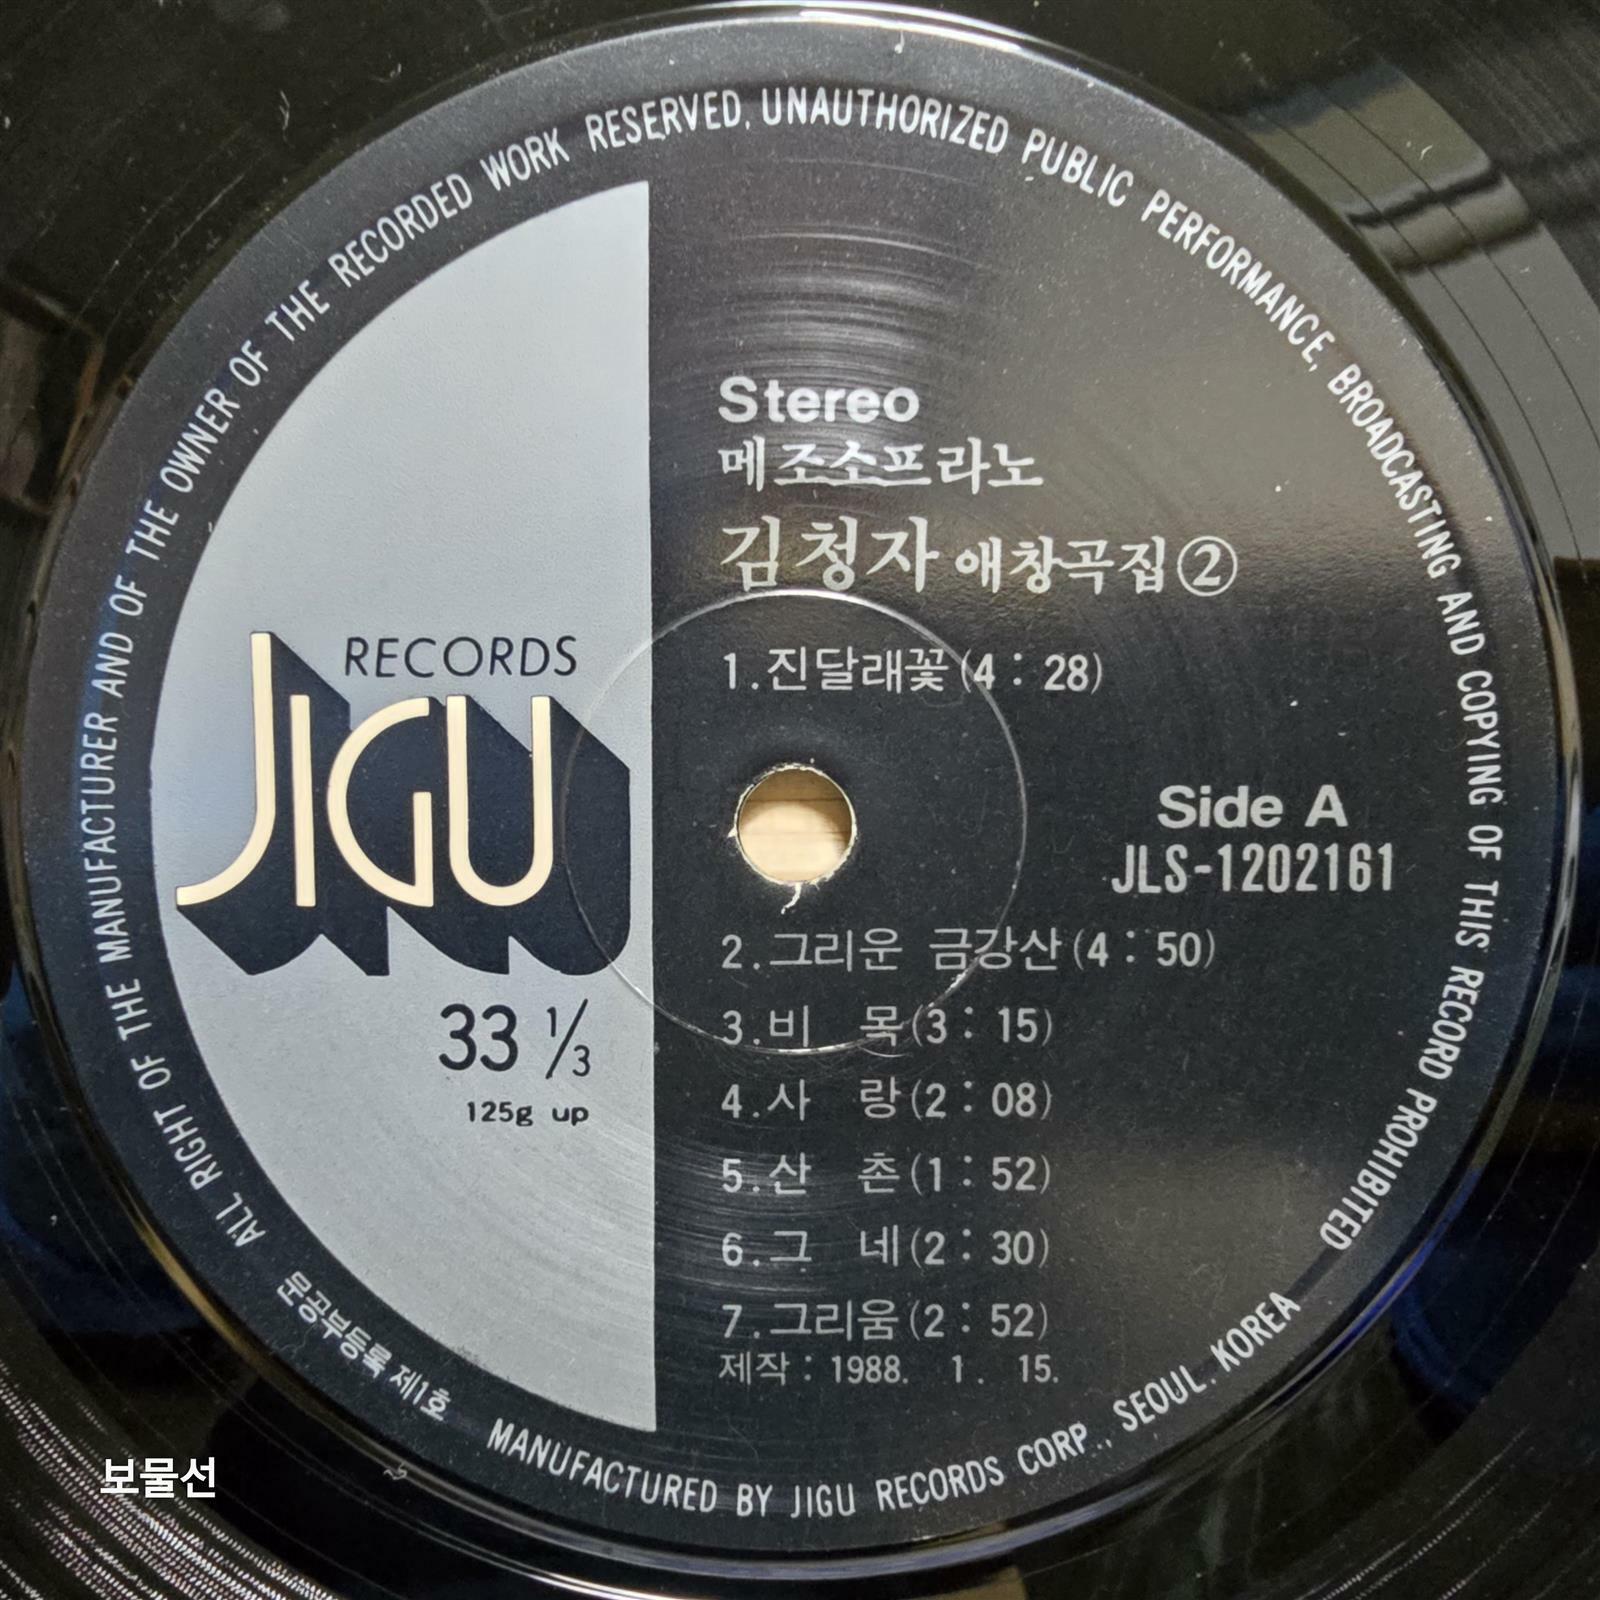 ALL RIGHT OF THE MANUFACTURER AND OF THE OWNER OF THE RECORDED WORK RESERVED, UNAUTHORIZED PUBLIC PERFORMANCE, BROADCASTING AND COPYING OF THIS RECORD PROHIBITED
Stereo
메조소프라노
김청자 애창곡집②
1.진달래꽃(4 : 28)
RECORDS
JIGU
Side A
JLS-1202161
33 1/3
125g up
2.그리운 금강산(4 : 50)
3.비 목(3 : 15)
4.사 랑(2 : 08)
5.산 촌(1 : 52)
6.그 네(2 : 30)
7.그리움(2 : 52)
제작 : 1988. 1. 15.
문공부등록 제1호
MANUFACTURED BY JIGU RECORDS CORP., SEOUL. KOREA
보물선